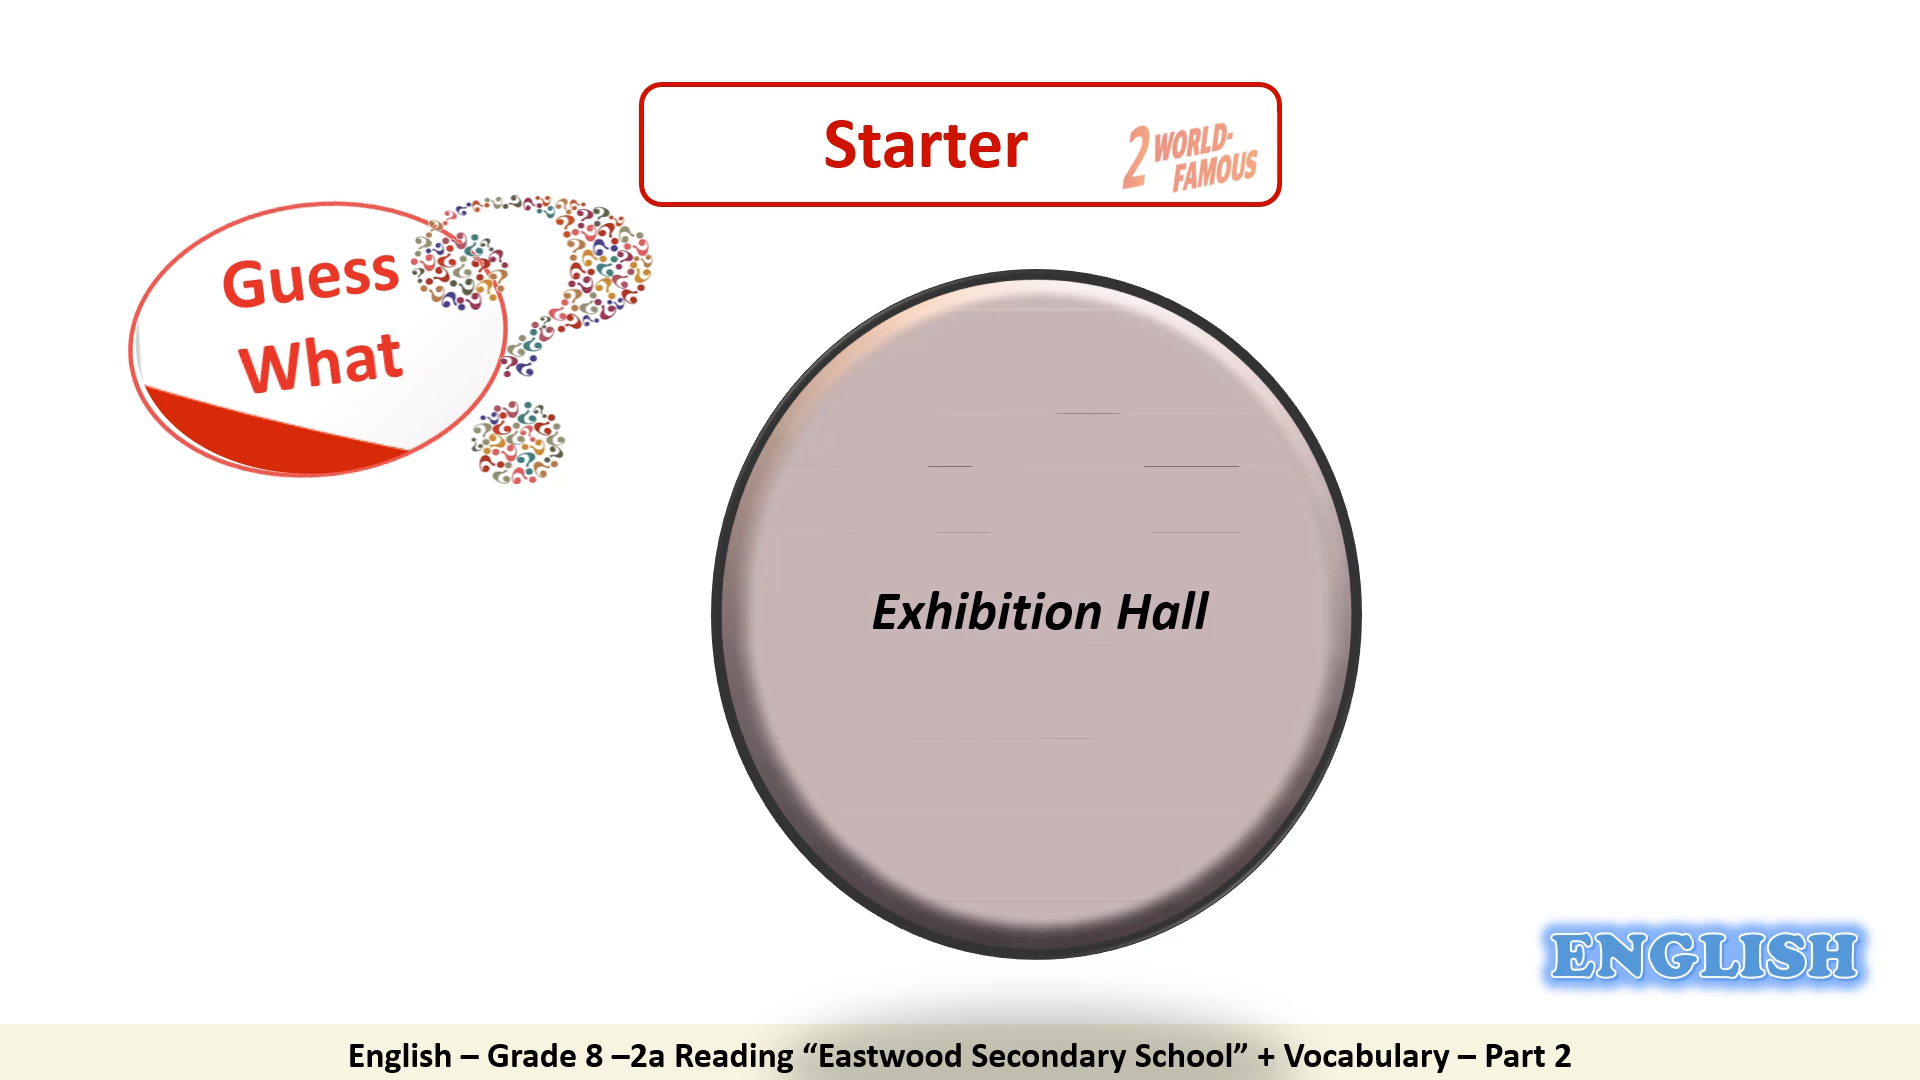 Starter
2 WORLD-
FAMOUS
Guess
What
Exhibition Hall
ENGLISH
English – Grade 8 –2a Reading “Eastwood Secondary School” + Vocabulary – Part 2